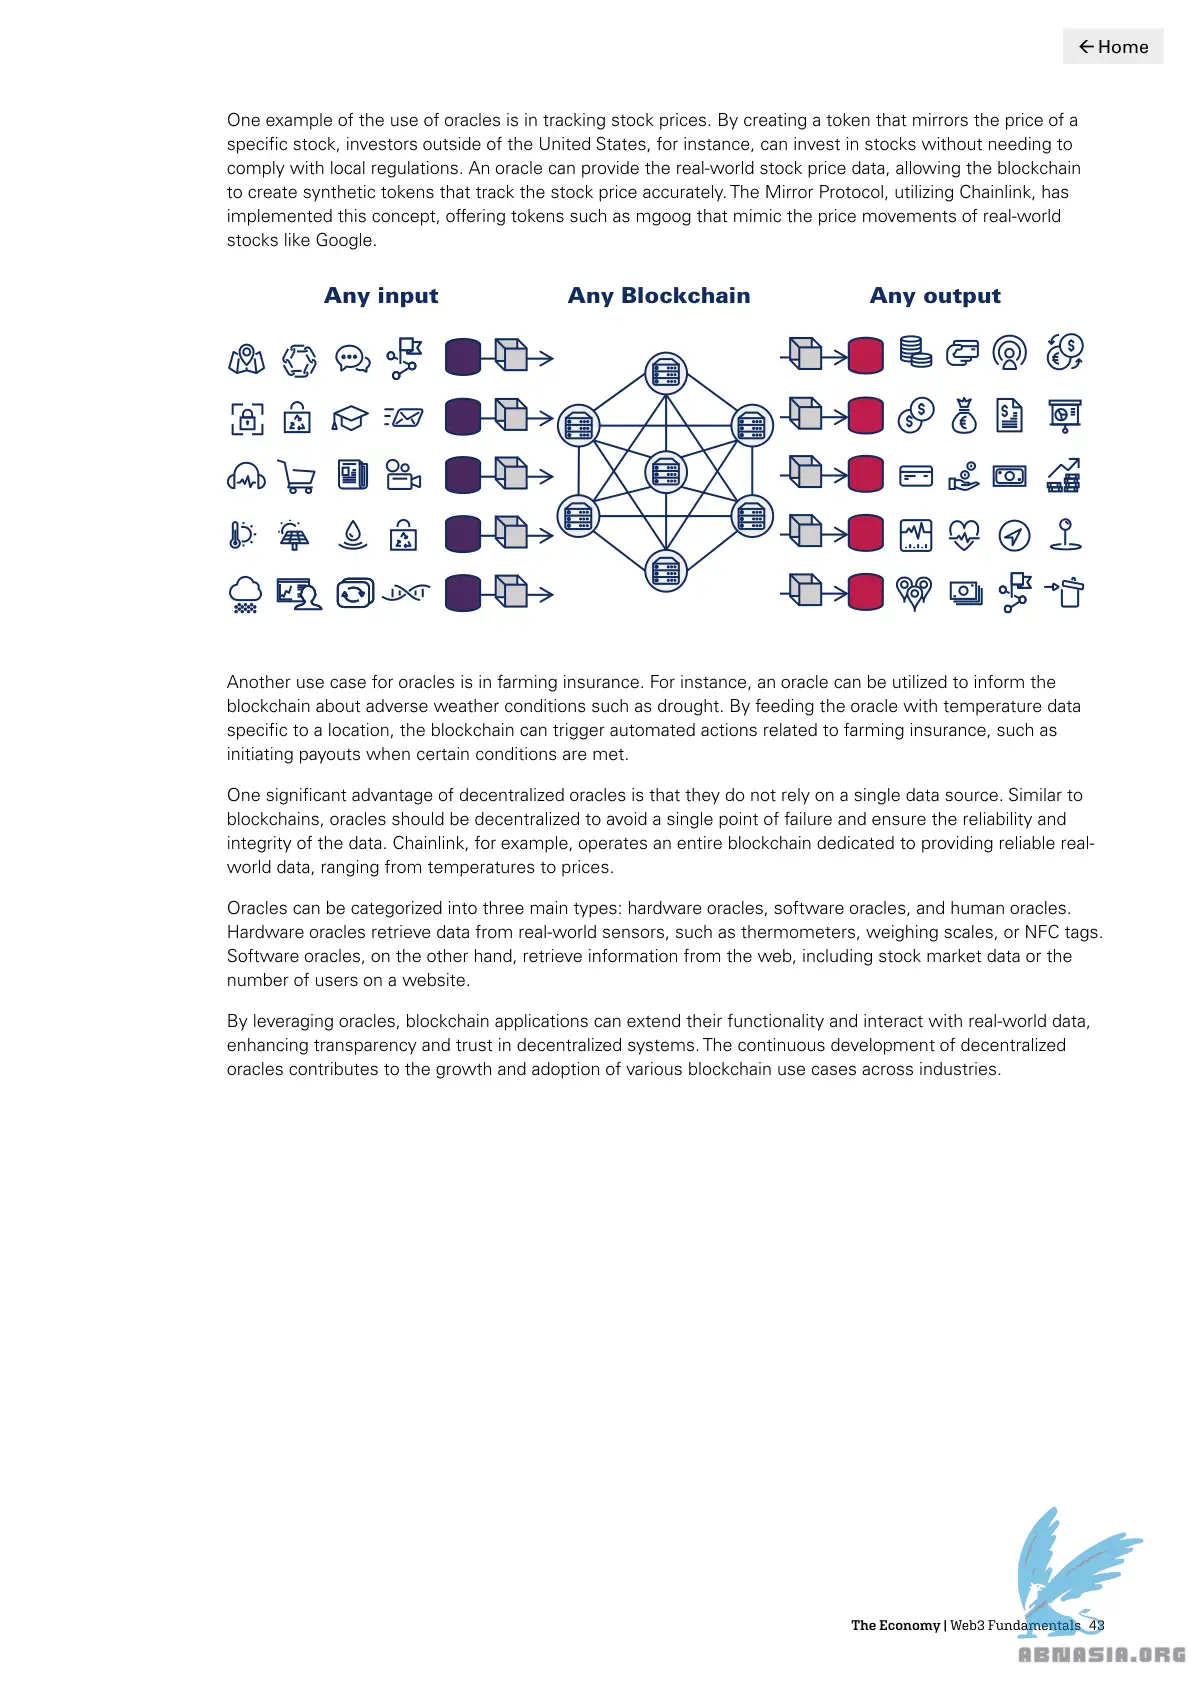 Home
One example of the use of oracles is in tracking stock prices. By creating a token that mirrors the price of a
specific stock, investors outside of the United States, for instance, can invest in stocks without needing to
comply with local regulations. An oracle can provide the real-world stock price data, allowing the blockchain
to create synthetic tokens that track the stock price accurately. The Mirror Protocol, utilizing Chainlink, has
implemented this concept, offering tokens such as mgoog that mimic the price movements of real-world
stocks like Google.
Any input Any Blockchain Any output
Another use case for oracles is in farming insurance. For instance, an oracle can be utilized to inform the
blockchain about adverse weather conditions such as drought. By feeding the oracle with temperature data
specific to a location, the blockchain can trigger automated actions related to farming insurance, such as
initiating payouts when certain conditions are met.
One significant advantage of decentralized oracles is that they do not rely on a single data source. Similar to
blockchains, oracles should be decentralized to avoid a single point of failure and ensure the reliability and
integrity of the data. Chainlink, for example, operates an entire blockchain dedicated to providing reliable real-
world data, ranging from temperatures to prices.
Oracles can be categorized into three main types: hardware oracles, software oracles, and human oracles.
Hardware oracles retrieve data from real-world sensors, such as thermometers, weighing scales, or NFC tags.
Software oracles, on the other hand, retrieve information from the web, including stock market data or the
number of users on a website.
By leveraging oracles, blockchain applications can extend their functionality and interact with real-world data,
enhancing transparency and trust in decentralized systems. The continuous development of decentralized
oracles contributes to the growth and adoption of various blockchain use cases across industries.
The Economy | Web3 Fundamentals 43
ABNASIA.ORG